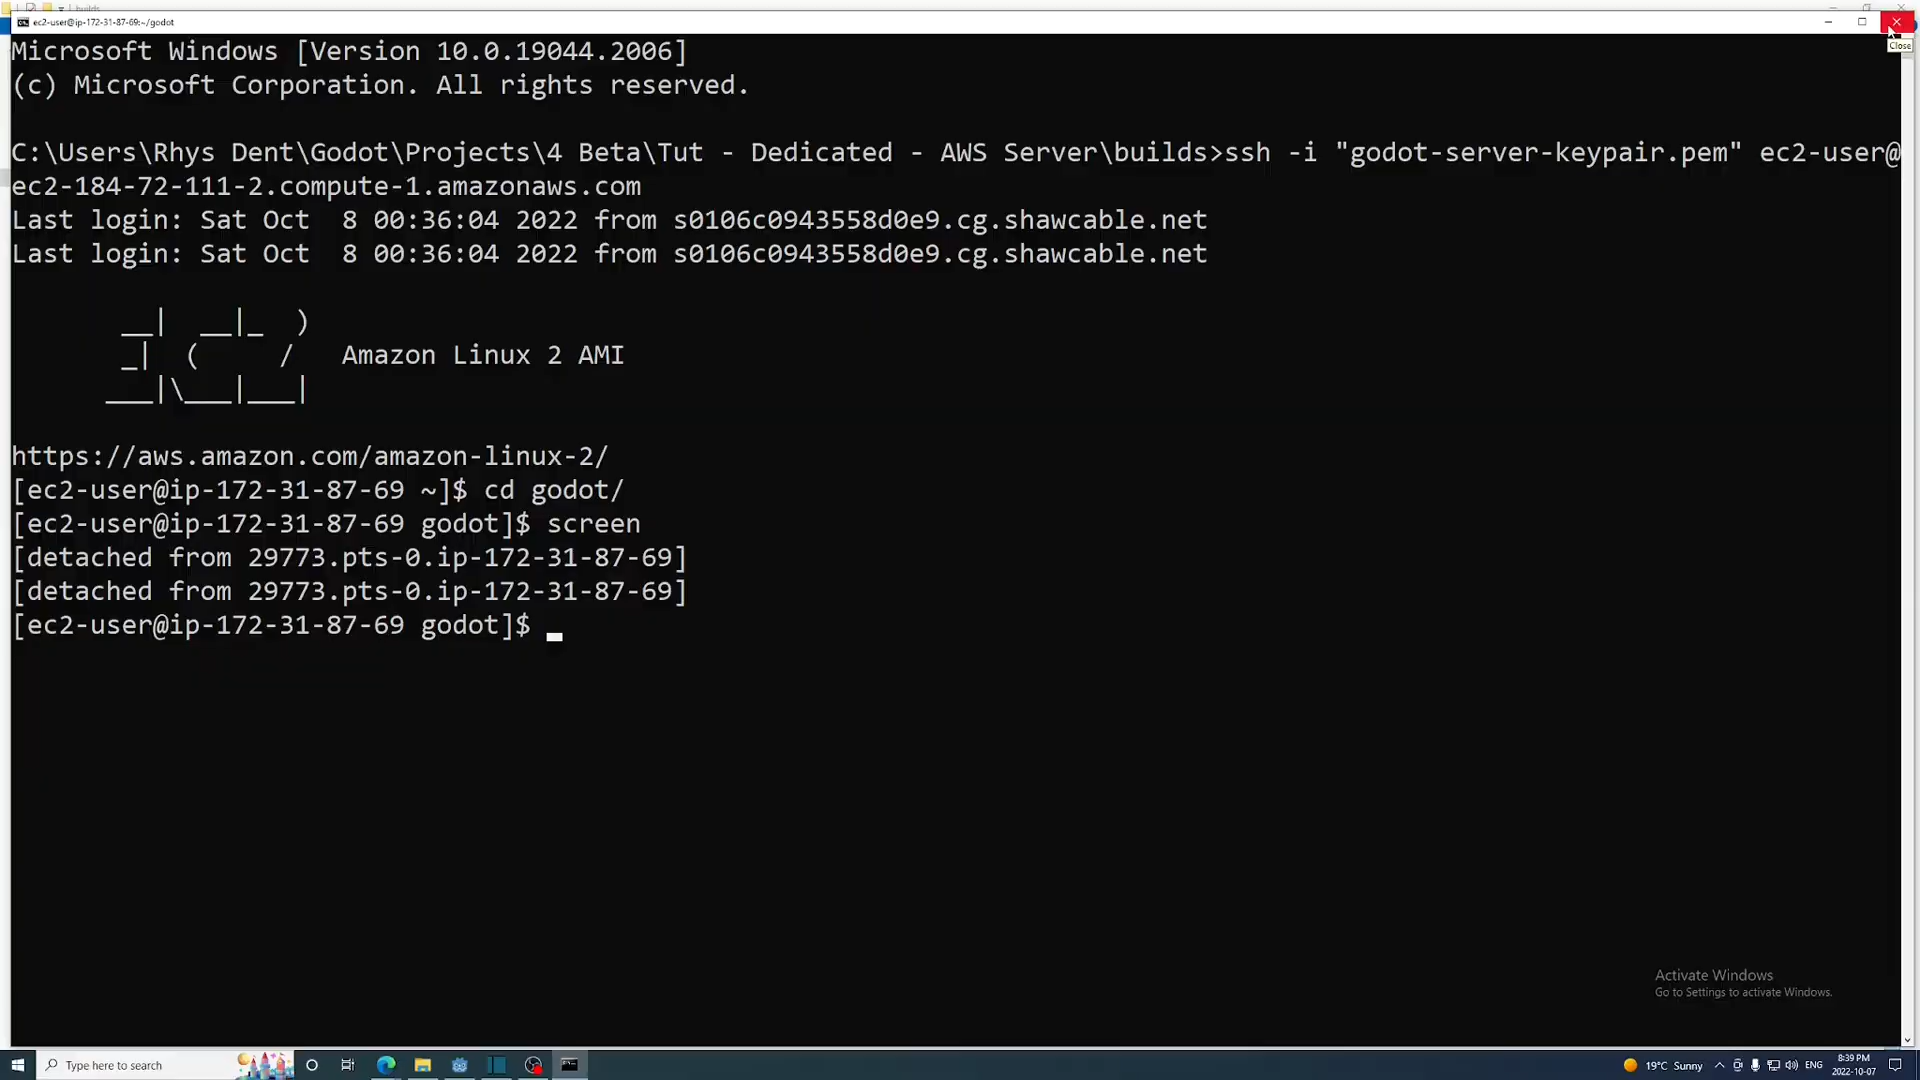 builds
ec2-user@ip-172-31-87-69:~/godot
Close
Microsoft Windows [Version 10.0.19044.2006]
(c) Microsoft Corporation. All rights reserved.
C:\Users\Rhys Dent\Godot\Projects\4 Beta\Tut - Dedicated - AWS Server\builds>ssh -i "godot-server-keypair.pem" ec2-user@
ec2-184-72-111-2.compute-1.amazonaws.com
Last login: Sat Oct  8 00:36:04 2022 from s0106c0943558d0e9.cg.shawcable.net
Last login: Sat Oct  8 00:36:04 2022 from s0106c0943558d0e9.cg.shawcable.net
       __|  __|_  )
       _|  (     /   Amazon Linux 2 AMI
      ___|\___|___|
https://aws.amazon.com/amazon-linux-2/
[ec2-user@ip-172-31-87-69 ~]$ cd godot/
[ec2-user@ip-172-31-87-69 godot]$ screen
[detached from 29773.pts-0.ip-172-31-87-69]
[detached from 29773.pts-0.ip-172-31-87-69]
[ec2-user@ip-172-31-87-69 godot]$
Activate Windows
Go to Settings to activate Windows.
Type here to search
19°C Sunny
ENG
8:39 PM
2022-10-07